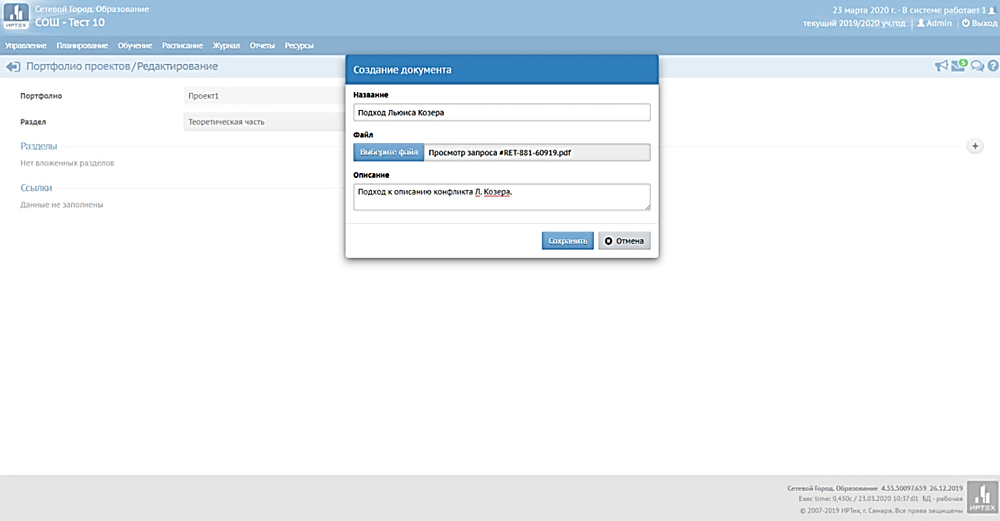 Сетевой Город. Образование
СОШ - Тест 10
ИРТЕХ
23 марта 2020 г. - В системе работает 1
текущий 2019/2020 уч.год Admin Выход
Управление Планирование Обучение Расписание Журнал Отчеты Ресурсы
Портфолио проектов/Редактирование
5
Портфолио Проект1
Раздел Теоретическая часть
Разделы
Нет вложенных разделов
Ссылки
Данные не заполнены
Создание документа
Название
Подход Льюиса Козера
Файл
Выберите файл Просмотр запроса #RET-881-60919.pdf
Описание
Подход к описанию конфликта Л. Козера.
Сохранить Отмена
Сетевой Город. Образование 4.55.50097.659 26.12.2019
Exec time: 0,430с / 23.03.2020 10:37:01 БД - рабочая
© 2007-2019 ИРТех, г. Самара. Все права защищены
ИРТЕХ